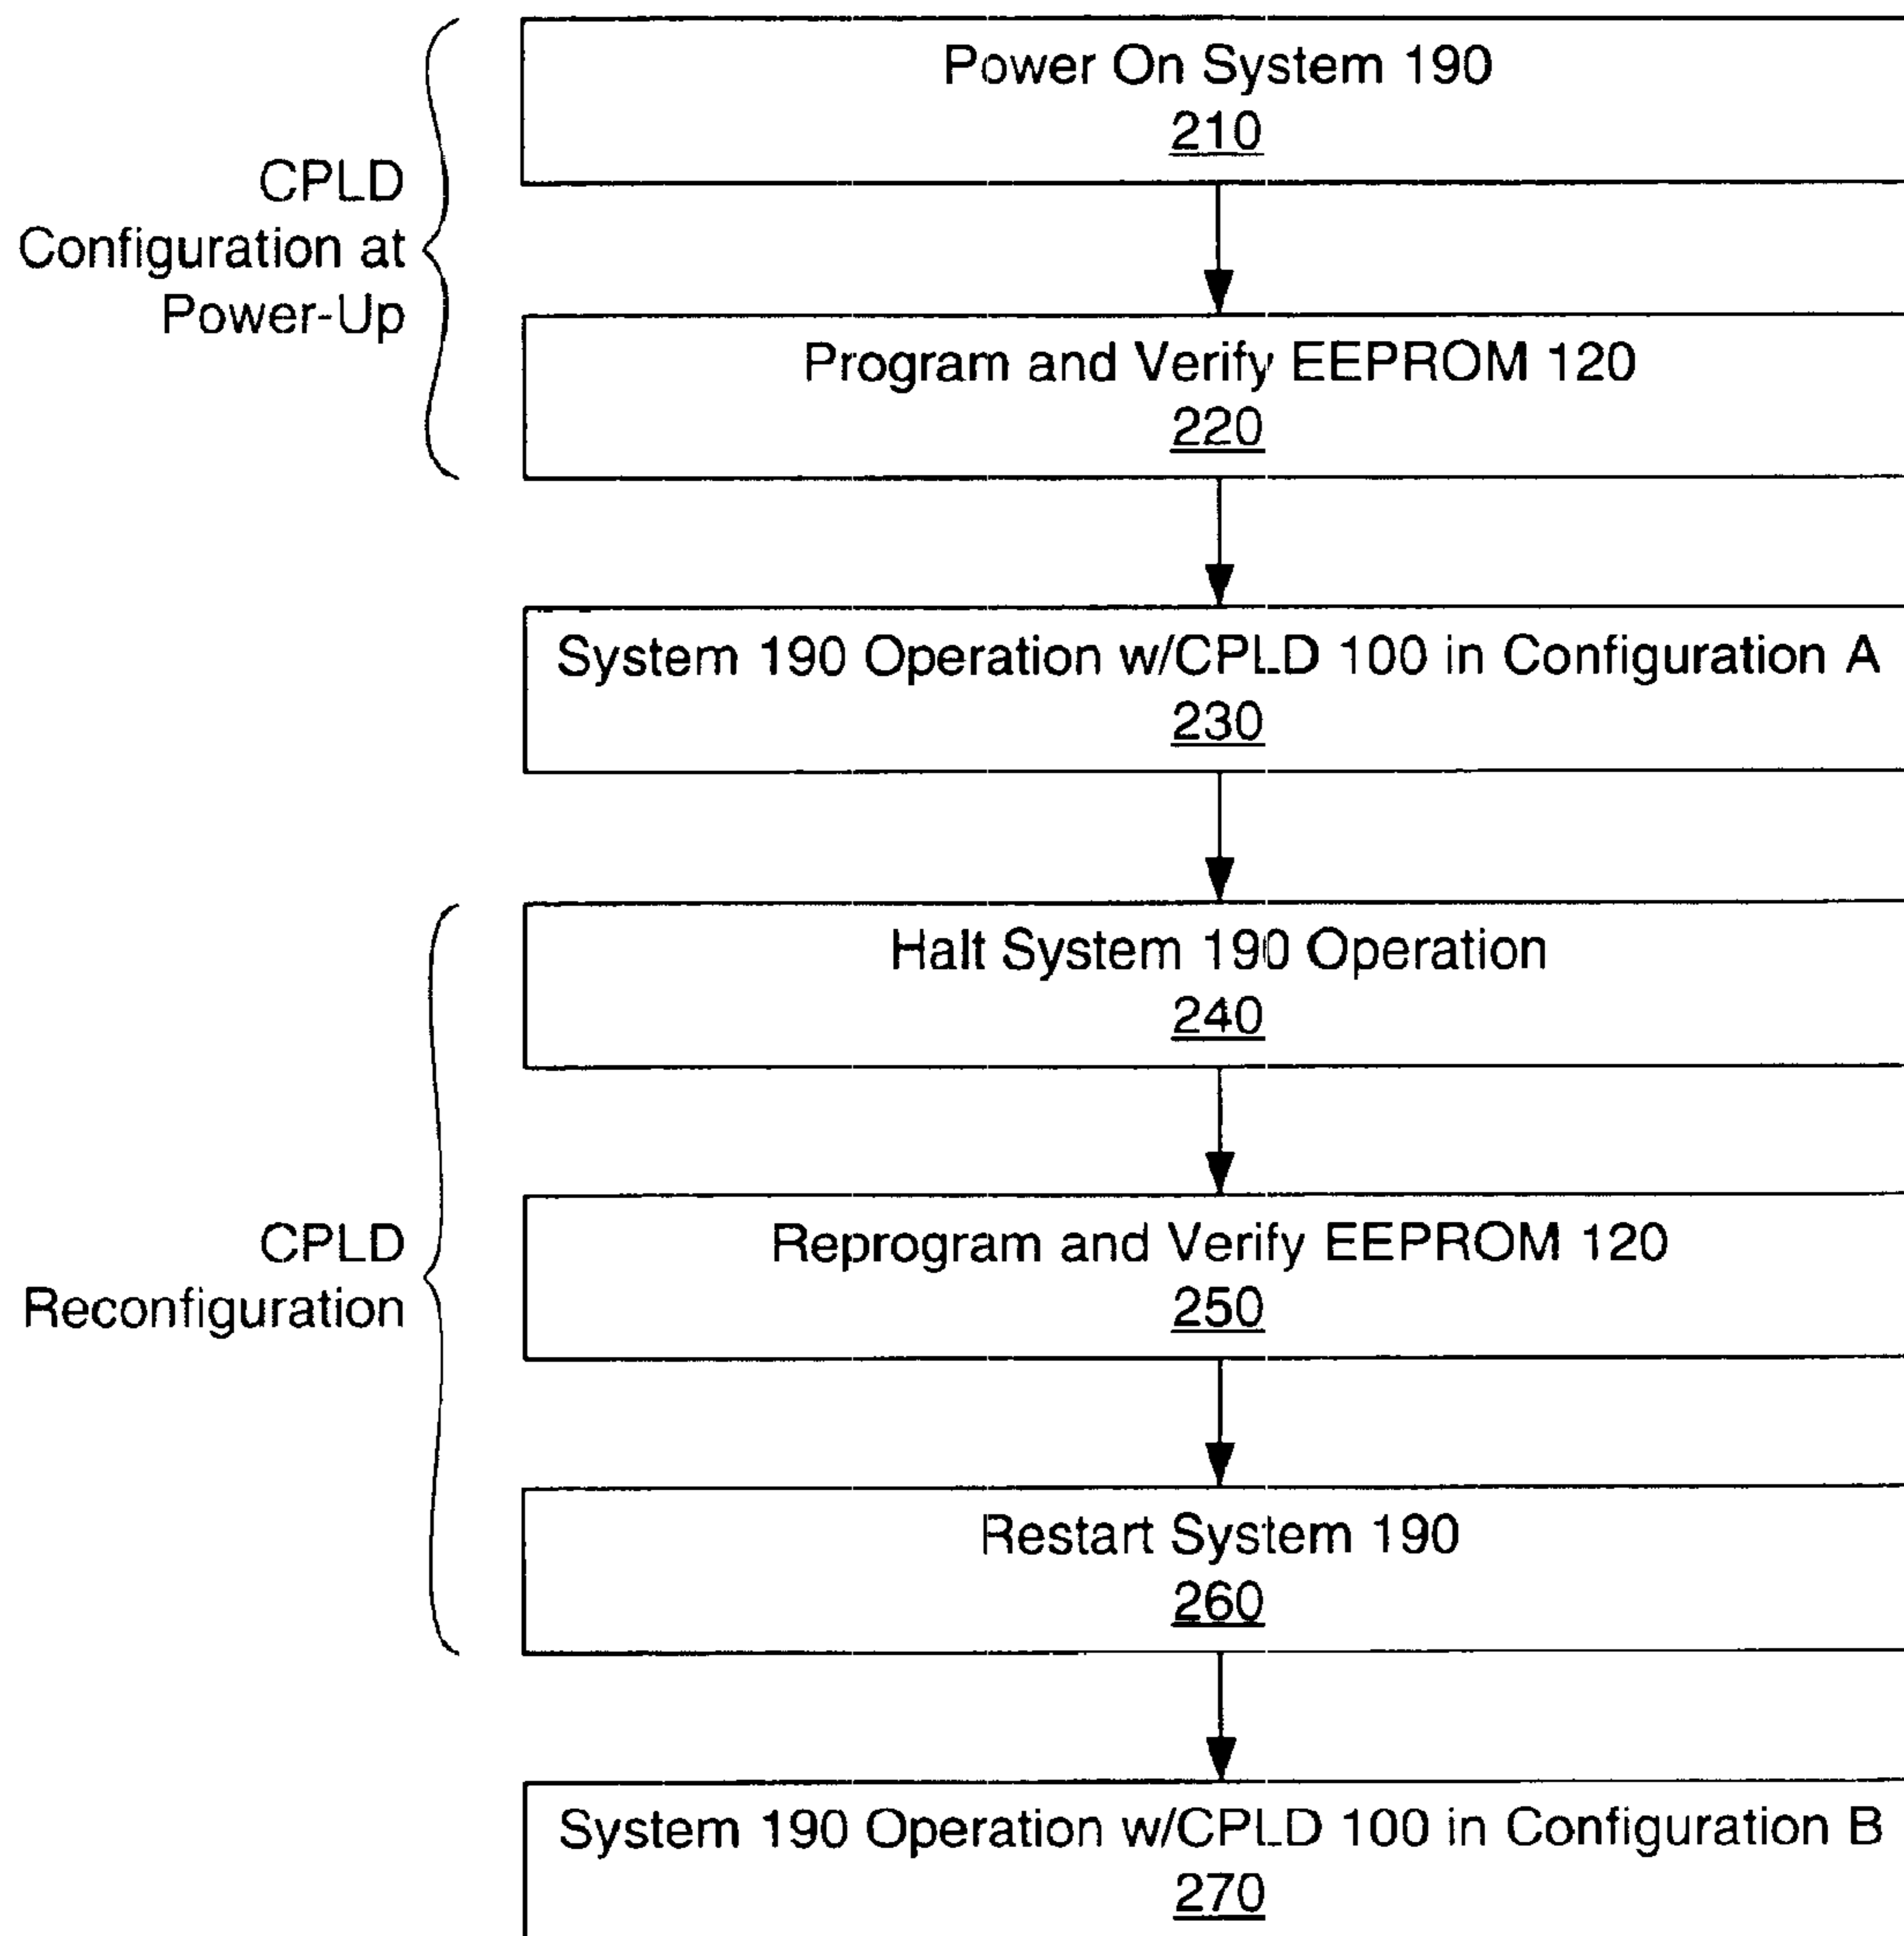 Power On System 190
210
CPLD
Configuration at
Power-Up
Program and Verify EEPROM 120
220
System 190 Operation w/CPLD 100 in Configuration A
230
Halt System 190 Operation
240
CPLD
Reconfiguration
Reprogram and Verify EEPROM 120
250
Restart System 190
260
System 190 Operation w/CPLD 100 in Configuration B
270